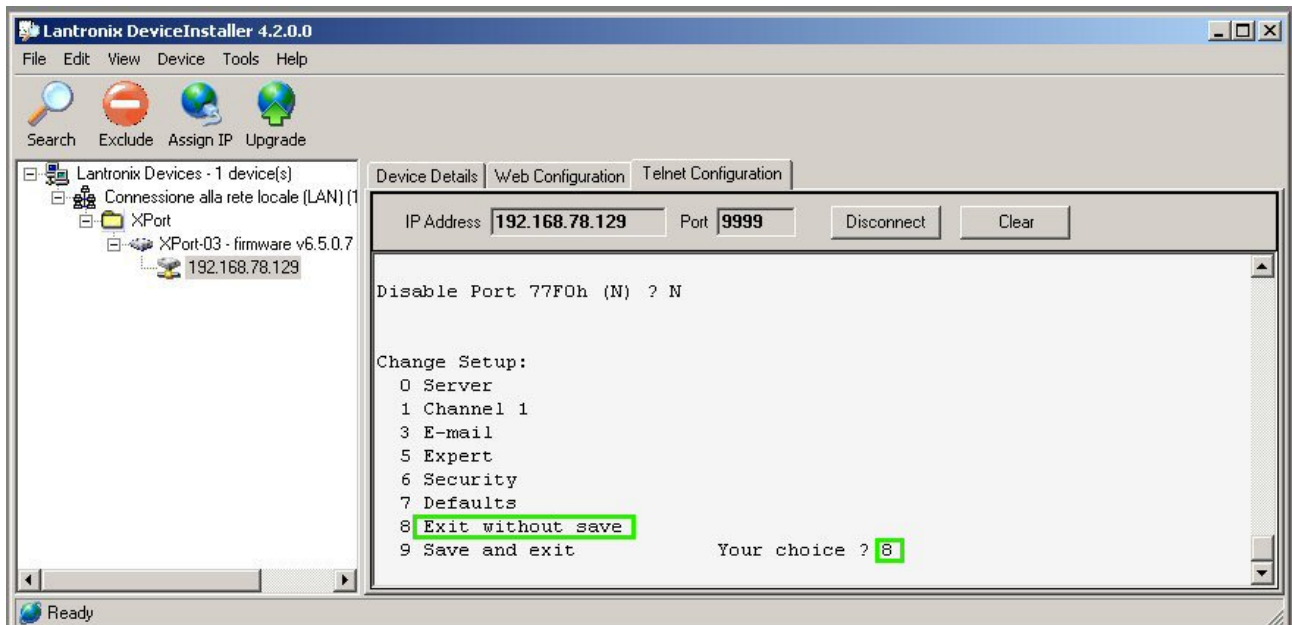 Lantronix DeviceInstaller 4.2.0.0
File Edit View Device Tools Help
Search Exclude Assign IP Upgrade
Lantronix Devices - 1 device(s)
Connessione alla rete locale (LAN) (1
XPort
XPort-03 - firmware v6.5.0.7
192.168.78.129
Device Details Web Configuration Telnet Configuration
IP Address 192.168.78.129 Port 9999 Disconnect Clear
Disable Port 77F0h (N) ? N
Change Setup:
0 Server
1 Channel 1
3 E-mail
5 Expert
6 Security
7 Defaults
8 Exit without save
9 Save and exit Your choice ? 8
Ready